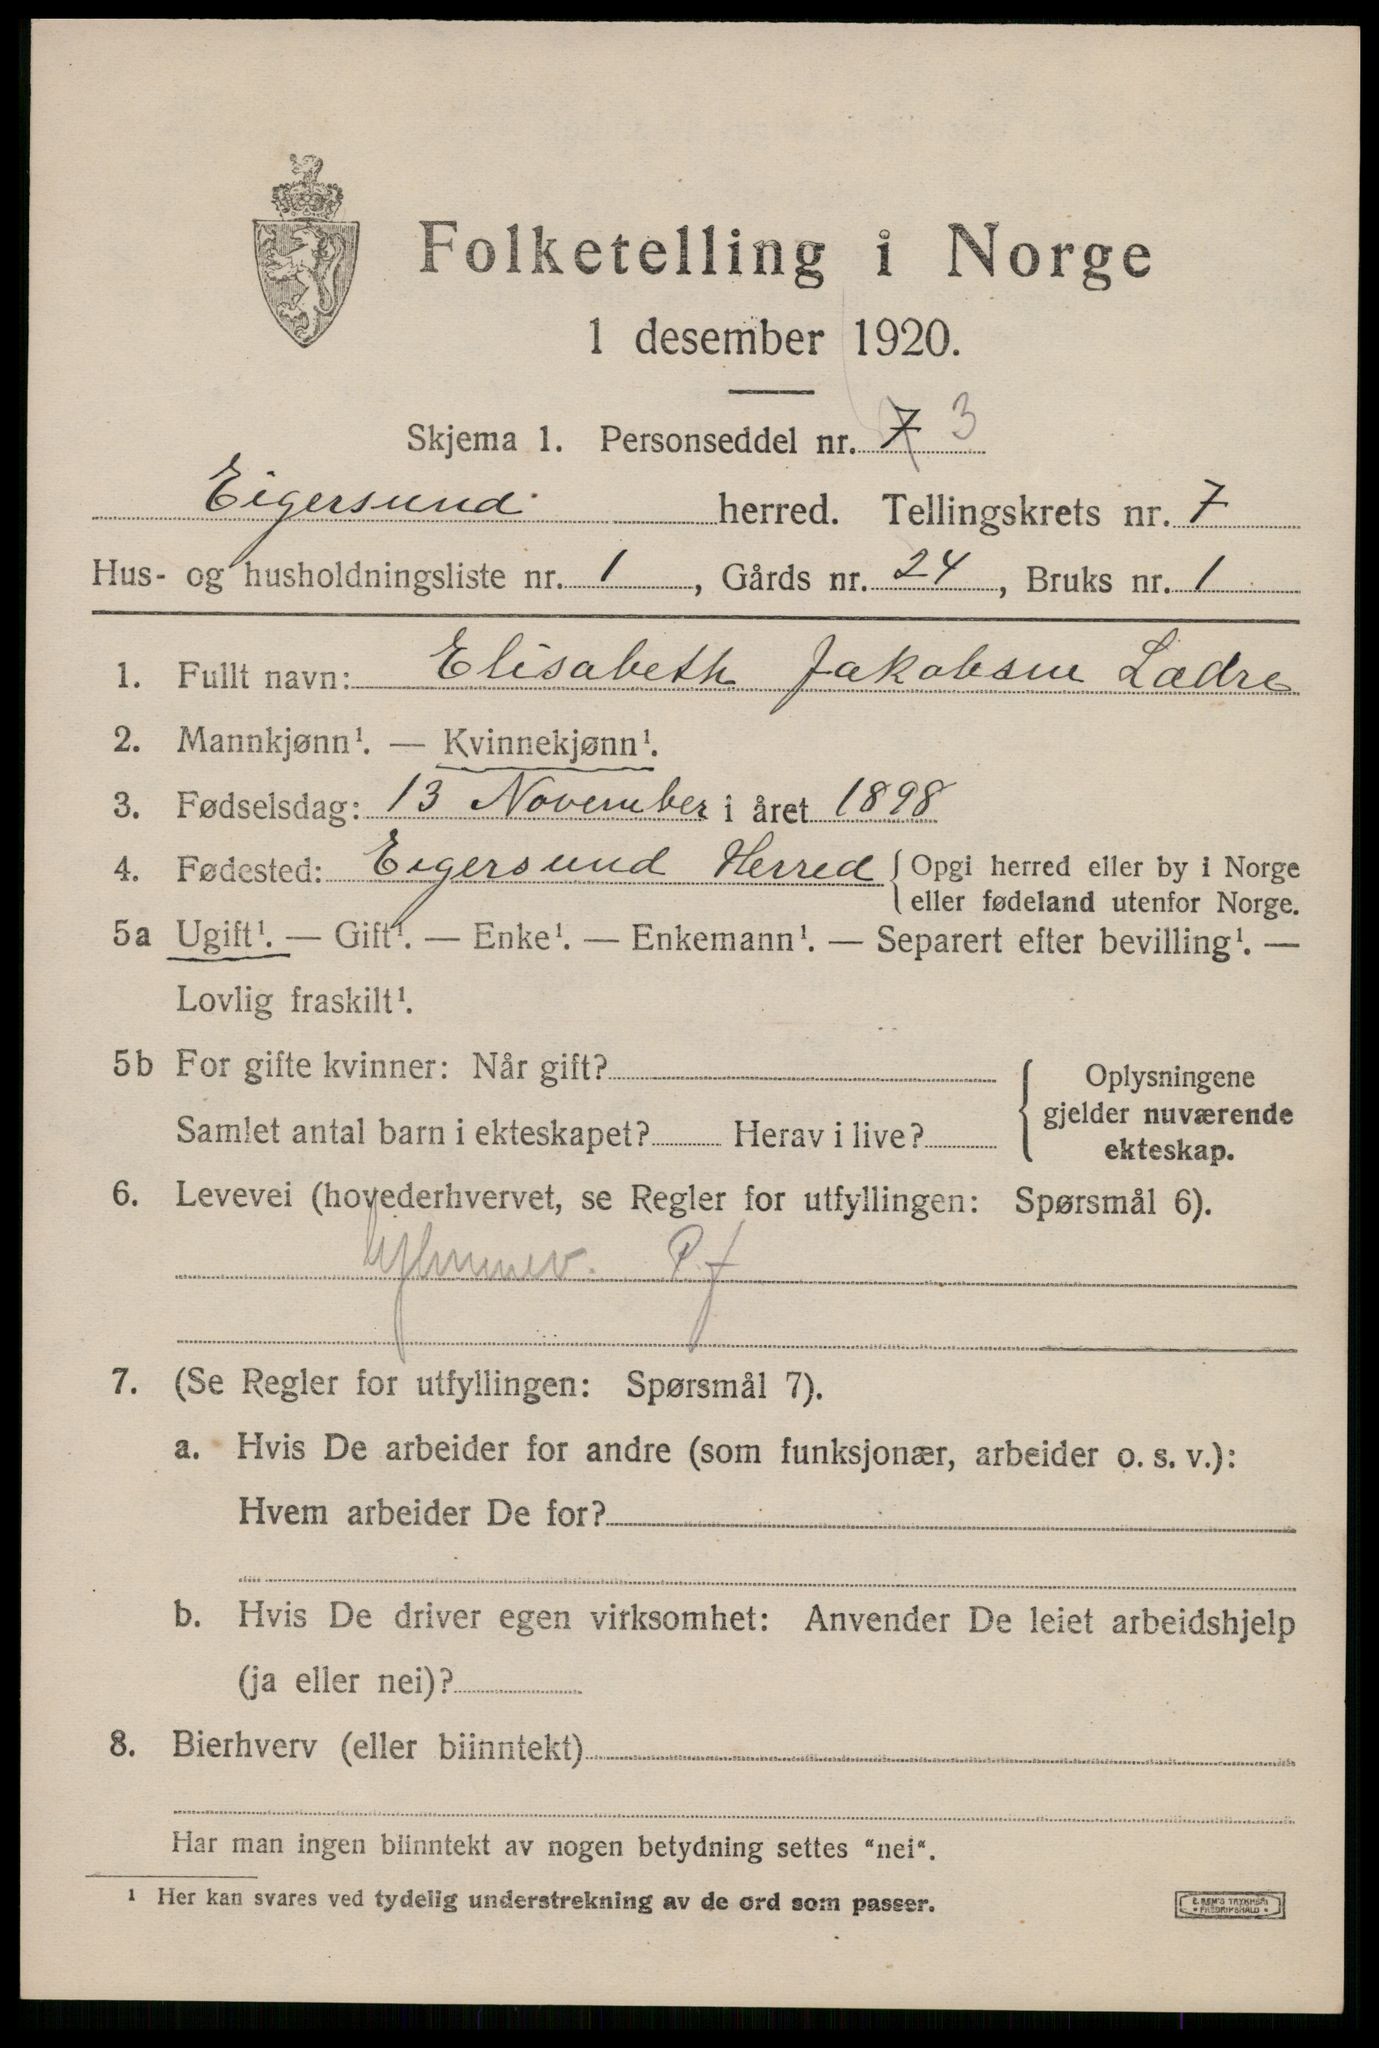 Folketelling i Norge
1 desember 1920.
Skjema 1. Personseddel nr. 7 3
Eigersund herred. Tellingskrets nr. 7
Hus- og husholdningsliste nr. 1, Gårds nr. 24, Bruks nr. 1
1. Fullt navn: Elisabeth Jakobsen Lædre
2. Mannkjønn¹. — Kvinnekjønn¹.
3. Fødselsdag: 13 November i året 1898
4. Fødested: Eigersund Herred { Opgi herred eller by i Norge
eller fødeland utenfor Norge.
5a Ugift¹. — Gift¹. — Enke¹. — Enkemann¹. — Separert efter bevilling¹. —
Lovlig fraskilt¹.
5b For gifte kvinner: Når gift?
Samlet antal barn i ekteskapet? Herav i live?
Oplysningene
gjelder nuværende
ekteskap.
6. Levevei (hovederhvervet, se Regler for utfyllingen: Spørsmål 6).
P.f
7. (Se Regler for utfyllingen: Spørsmål 7).
a. Hvis De arbeider for andre (som funksjonær, arbeider o. s. v.):
Hvem arbeider De for?
b. Hvis De driver egen virksomhet: Anvender De leiet arbeidshjelp
(ja eller nei)?
8. Bierhverv (eller biinntekt)
Har man ingen biinntekt av nogen betydning settes "nei".
¹ Her kan svares ved tydelig understrekning av de ord som passer.
E. SEM'S TRYKKERI
FREDRIKSHALD